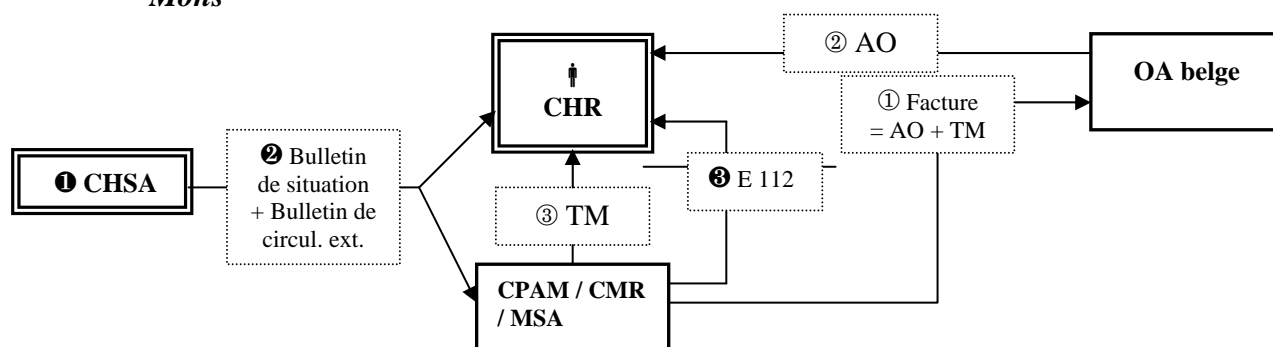 Mons
② AO
OA belge
CHR
① Facture
= AO + TM
❶ CHSA
❷ Bulletin
de situation
+ Bulletin de
circul. ext.
❸ E 112
③ TM
CPAM / CMR
/ MSA